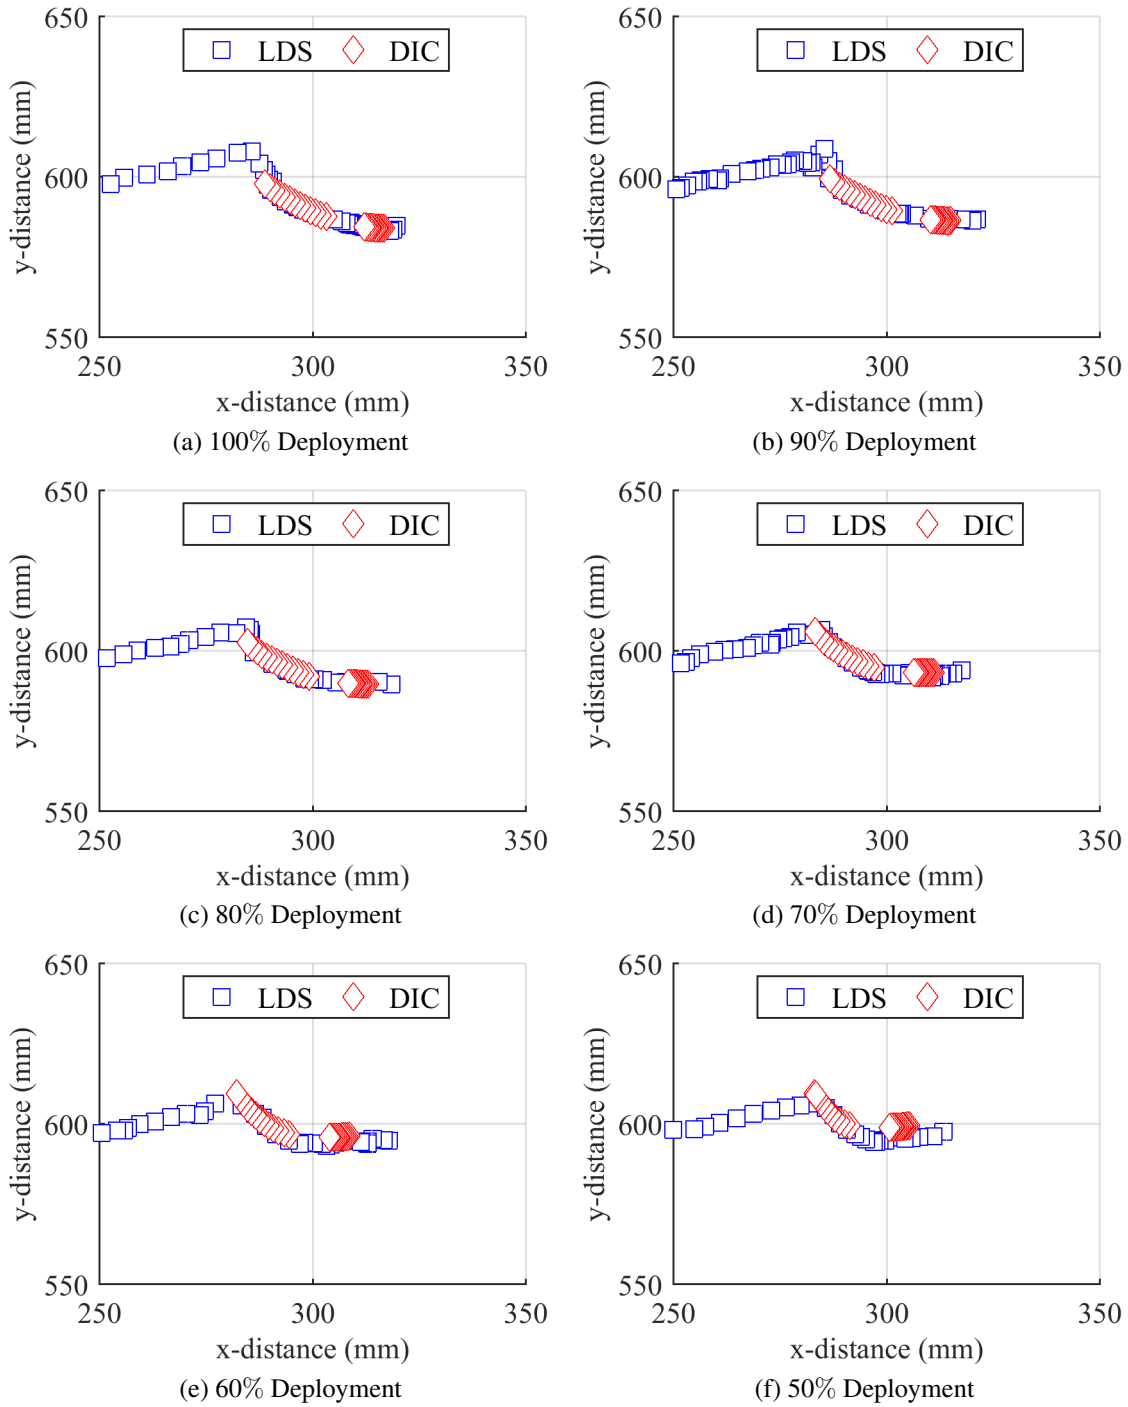 650
LDS DIC
600
550
250 300 350
y-distance (mm)
x-distance (mm)
(a) 100% Deployment
650
LDS DIC
600
550
250 300 350
y-distance (mm)
x-distance (mm)
(b) 90% Deployment
650
LDS DIC
600
550
250 300 350
y-distance (mm)
x-distance (mm)
(c) 80% Deployment
650
LDS DIC
600
550
250 300 350
y-distance (mm)
x-distance (mm)
(d) 70% Deployment
650
LDS DIC
600
550
250 300 350
y-distance (mm)
x-distance (mm)
(e) 60% Deployment
650
LDS DIC
600
550
250 300 350
y-distance (mm)
x-distance (mm)
(f) 50% Deployment